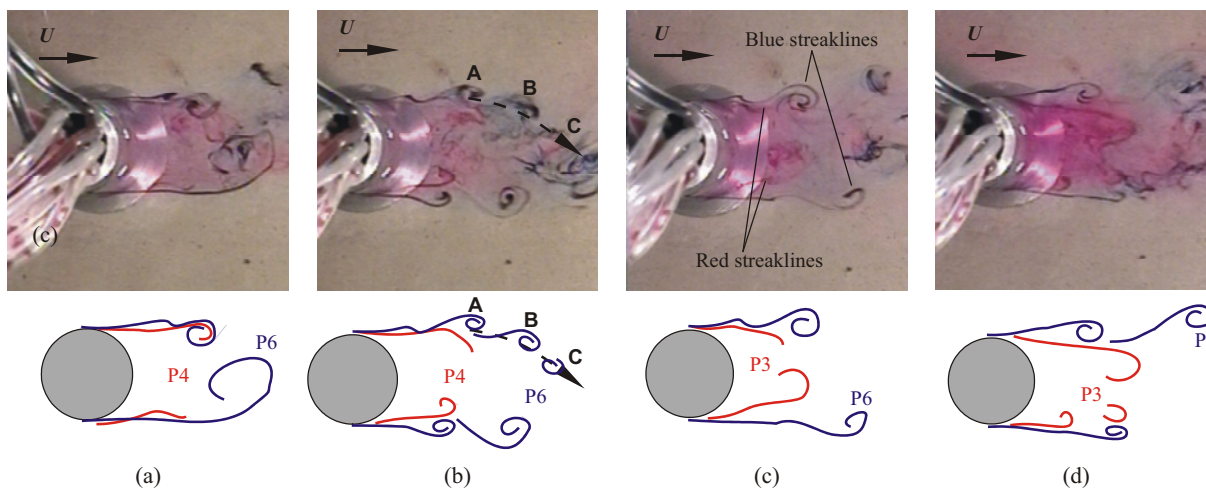 U
U
U
U
A
B
C
Blue streaklines
Red streaklines
(c)
P6
P4
A
B
C
P4
P6
P3
P6
P
P3
(a)
(b)
(c)
(d)